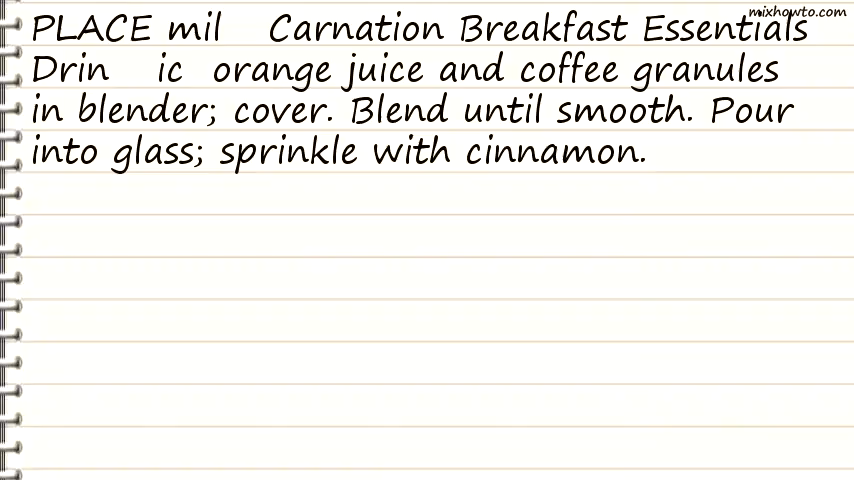 mixhowto.com
PLACE mil Carnation Breakfast Essentials
Drin ic orange juice and coffee granules
in blender; cover. Blend until smooth. Pour
into glass; sprinkle with cinnamon.